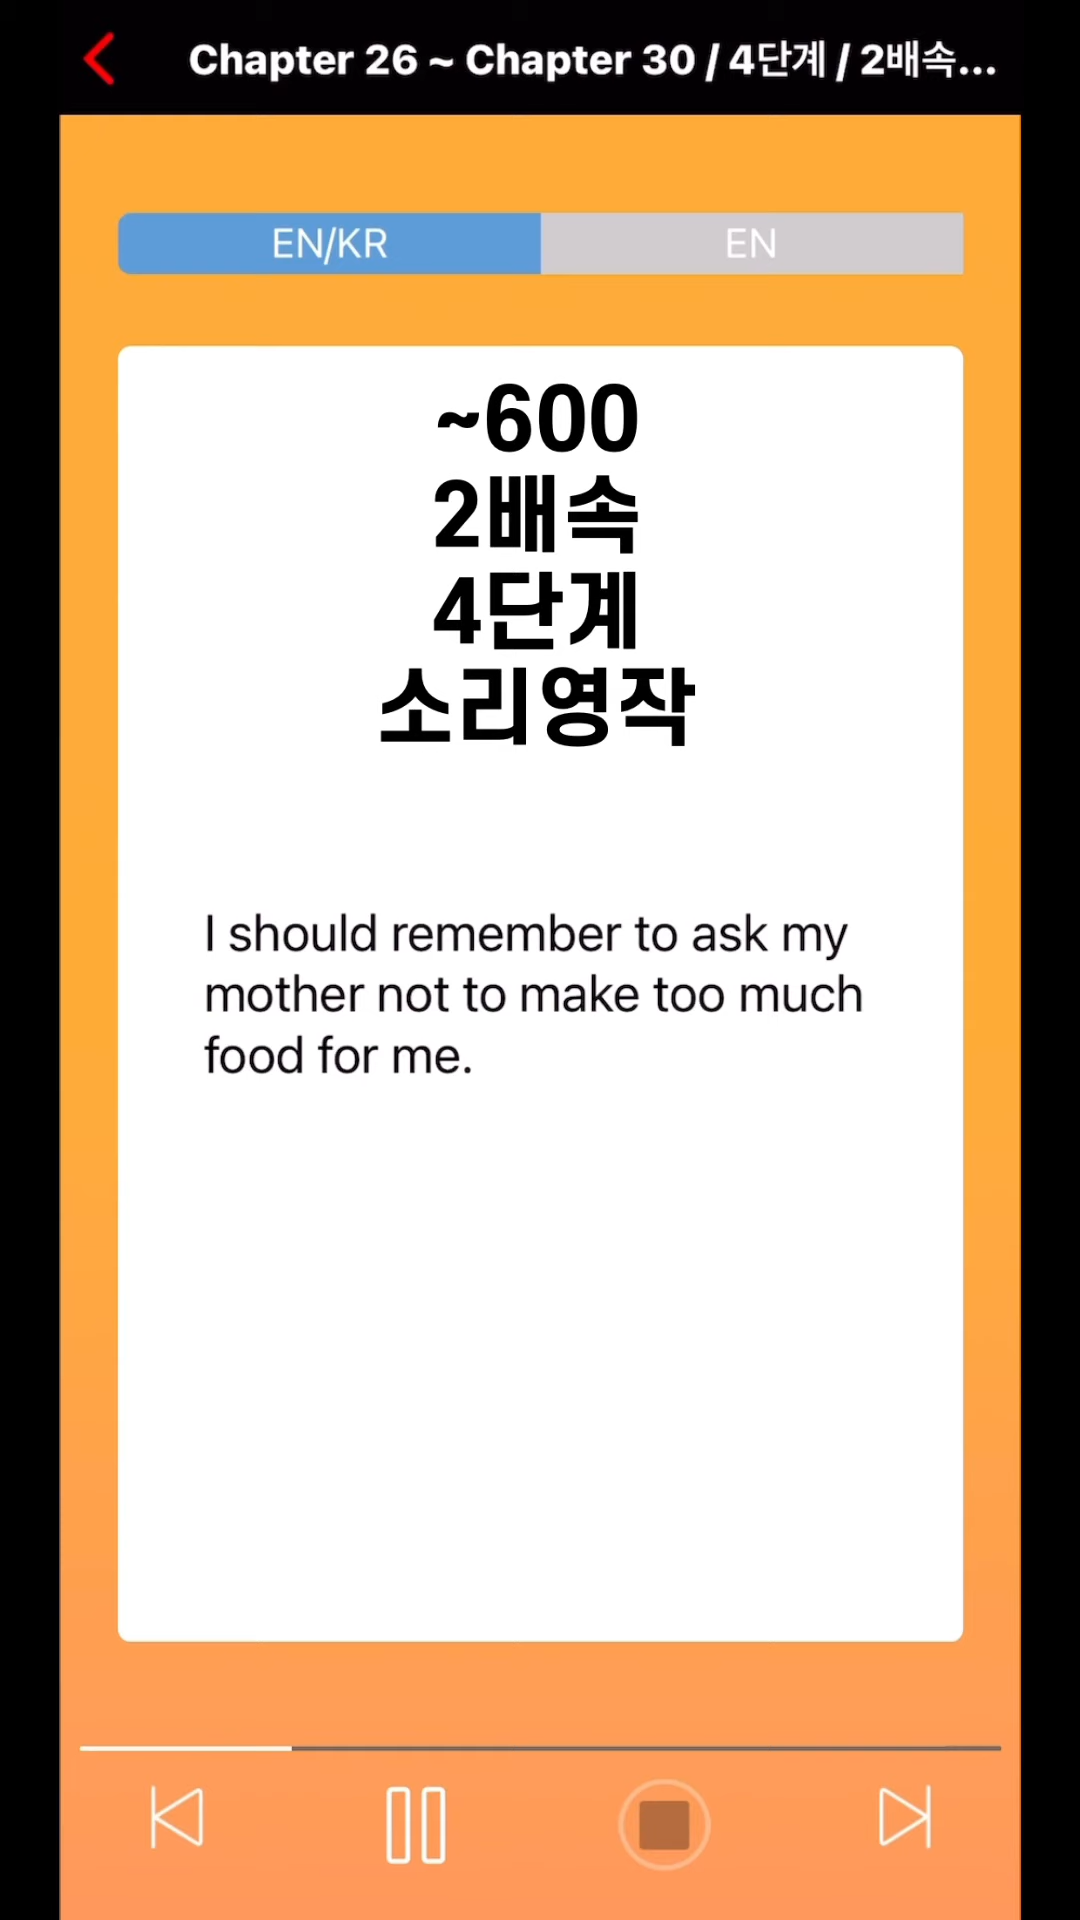 Chapter 26 ~ Chapter 30 / 4단계 / 2배속...
EN/KR
EN
~600
2배속
4단계
소리영작
I should remember to ask my
mother not to make too much
food for me.